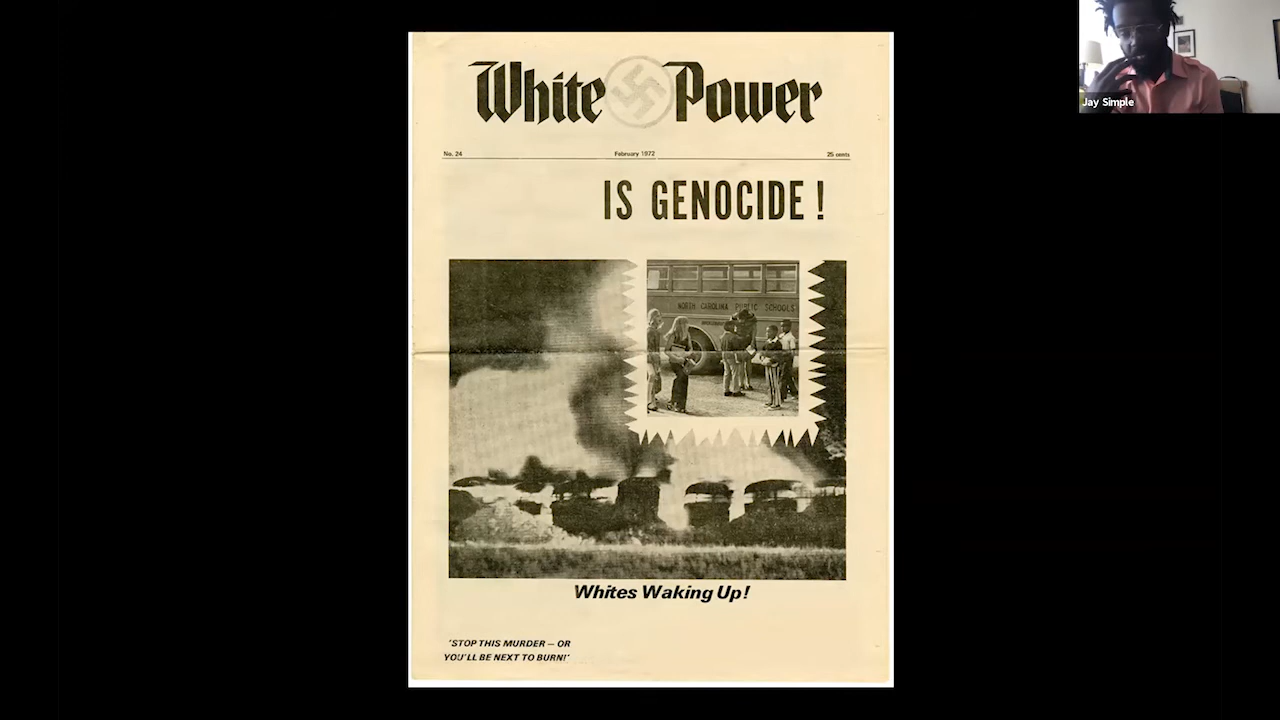 Jay Simple
White Power
No. 24 February 1972 25 cents
IS GENOCIDE!
NORTH CAROLINA PUBLIC SCHOOLS
Whites Waking Up!
"STOP THIS MURDER — OR
YOU'LL BE NEXT TO BURN!"